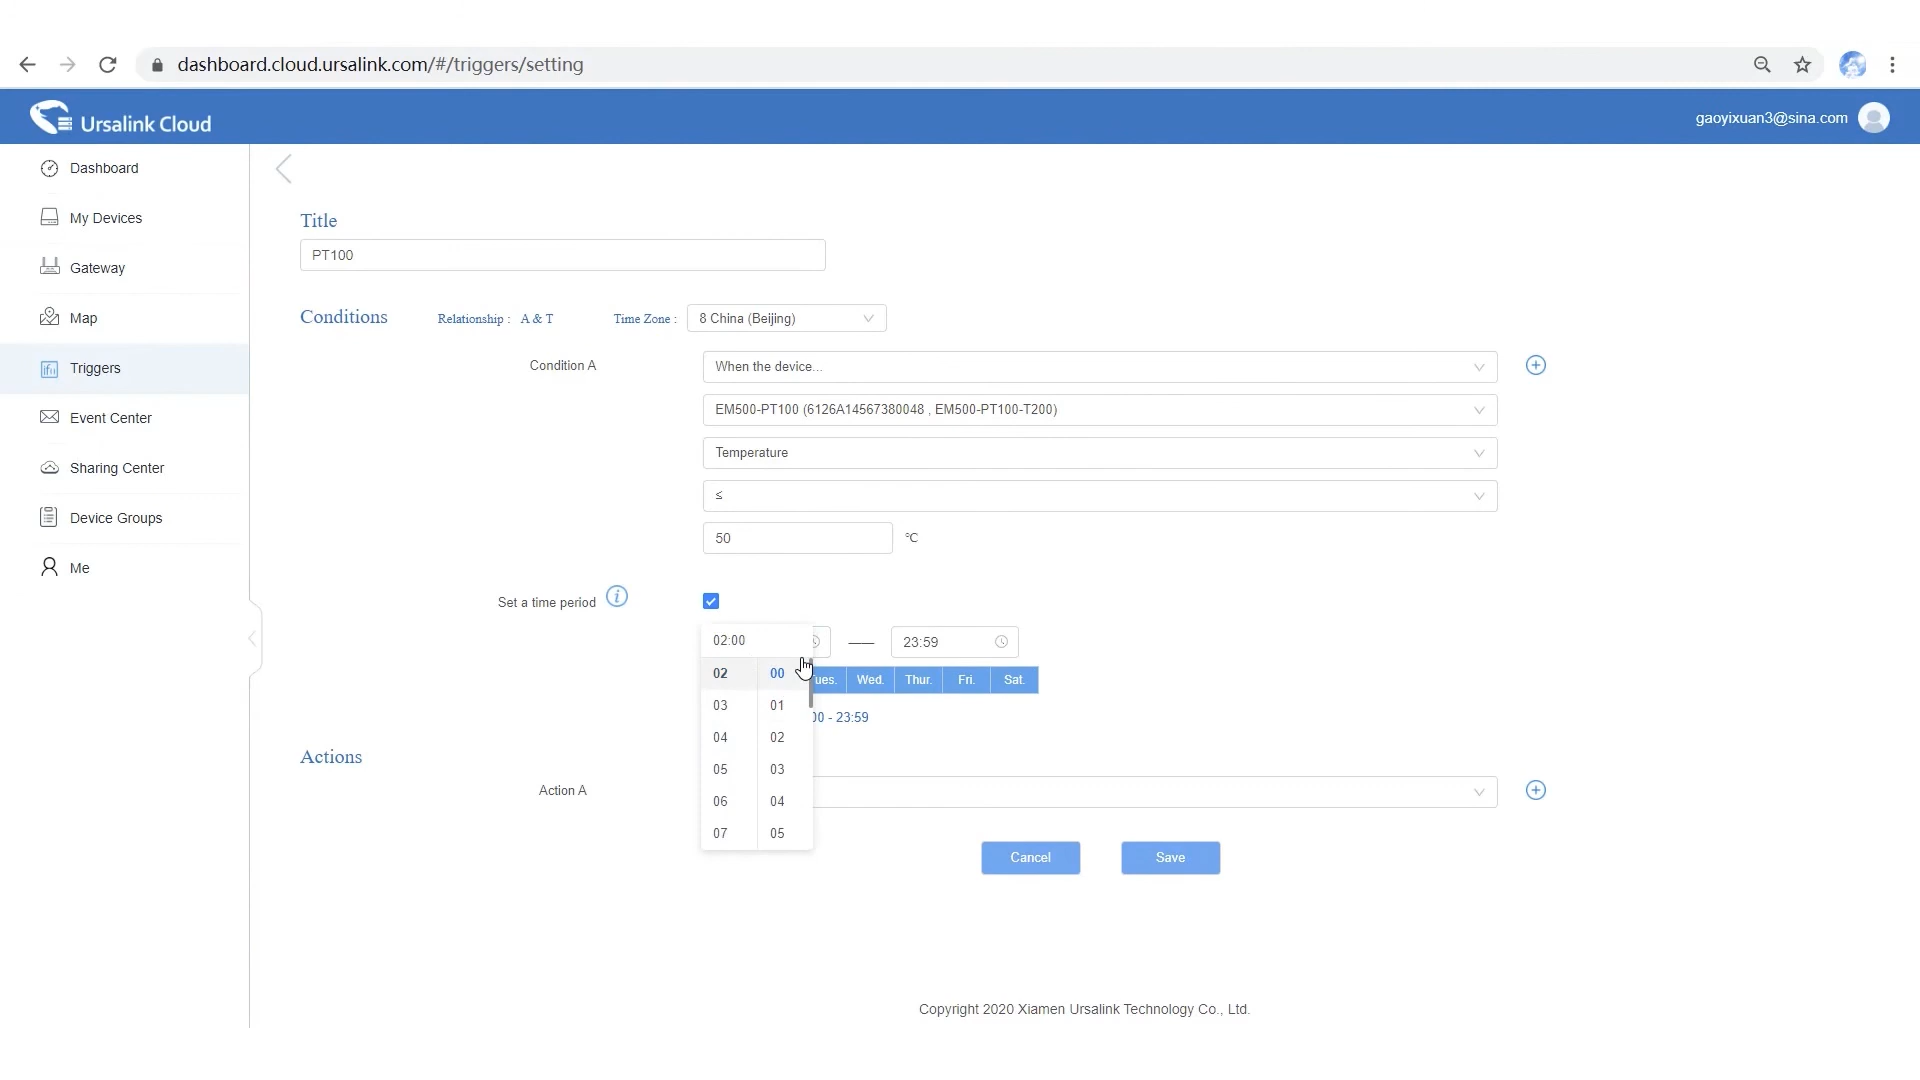 dashboard.cloud.ursalink.com/#/triggers/setting
Ursalink Cloud
gaoyixuan3@sina.com
Dashboard
My Devices
Gateway
Map
Triggers
Event Center
Sharing Center
Device Groups
Me
Title
PT100
Conditions
Relationship : A & T
Time Zone :
8 China (Beijing)
Condition A
When the device...
EM500-PT100 (6126A14567380048 , EM500-PT100-T200)
Temperature
≤
50
°C
Set a time period
02:00
23:59
02 00
03 01
04 02
05 03
06 04
07 05
ues. Wed. Thur. Fri. Sat.
00 - 23:59
Actions
Action A
Cancel
Save
Copyright 2020 Xiamen Ursalink Technology Co., Ltd.